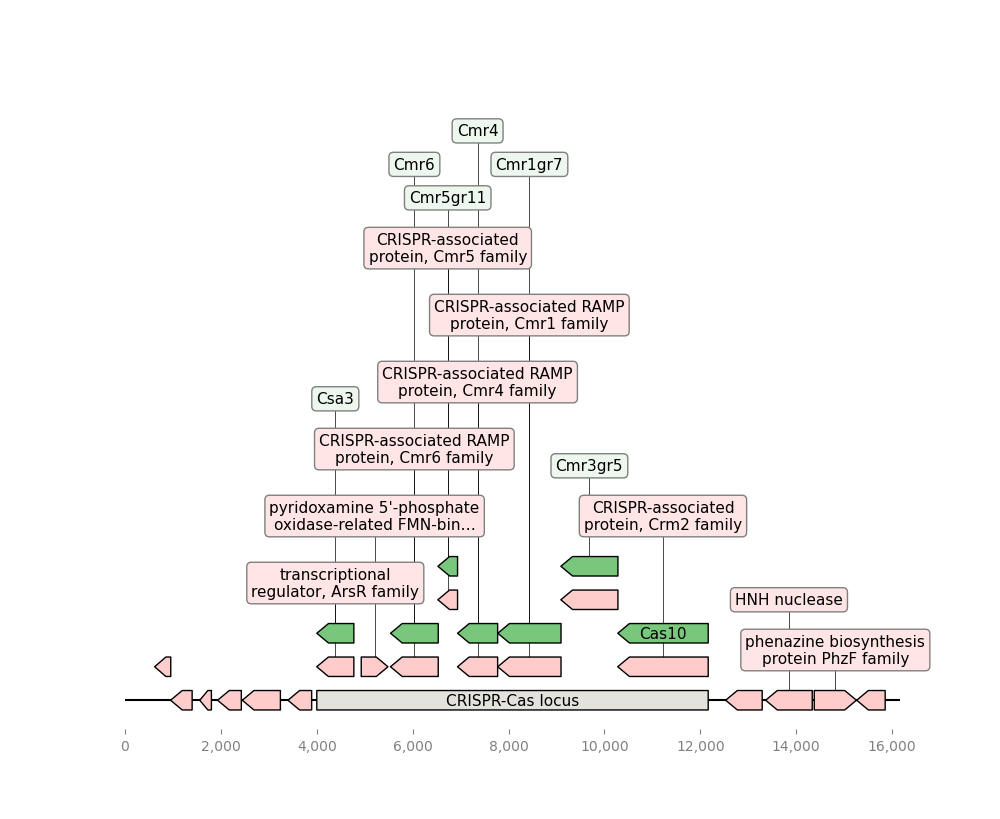 Cmr4
Cmr6
Cmr1gr7
Cmr5gr11
CRISPR-associated
protein, Cmr5 family
CRISPR-associated RAMP
protein, Cmr1 family
CRISPR-associated RAMP
protein, Cmr4 family
Csa3
CRISPR-associated RAMP
protein, Cmr6 family
Cmr3gr5
pyridoxamine 5'-phosphate
oxidase-related FMN-bin...
CRISPR-associated
protein, Crm2 family
transcriptional
regulator, ArsR family
HNH nuclease
Cas10
phenazine biosynthesis
protein PhzF family
CRISPR-Cas locus
0 2,000 4,000 6,000 8,000 10,000 12,000 14,000 16,000